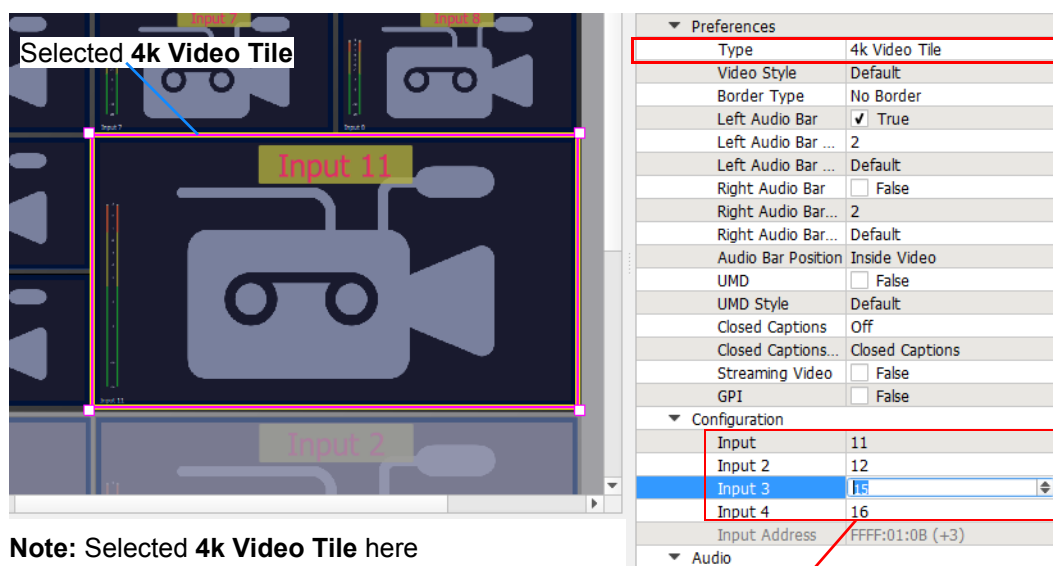 Input 7
Input 8
Selected 4k Video Tile
Input 7
Input 11
Input 11
Input 2
Note: Selected 4k Video Tile here
Preferences
Type 4k Video Tile
Video Style Default
Border Type No Border
Left Audio Bar True
Left Audio Bar ... 2
Left Audio Bar ... Default
Right Audio Bar False
Right Audio Bar... 2
Right Audio Bar... Default
Audio Bar Position Inside Video
UMD False
UMD Style Default
Closed Captions Off
Closed Captions... Closed Captions
Streaming Video False
GPI False
Configuration
Input 11
Input 2 12
Input 3 15
Input 4 16
Input Address FFFF:01:0B (+3)
Audio